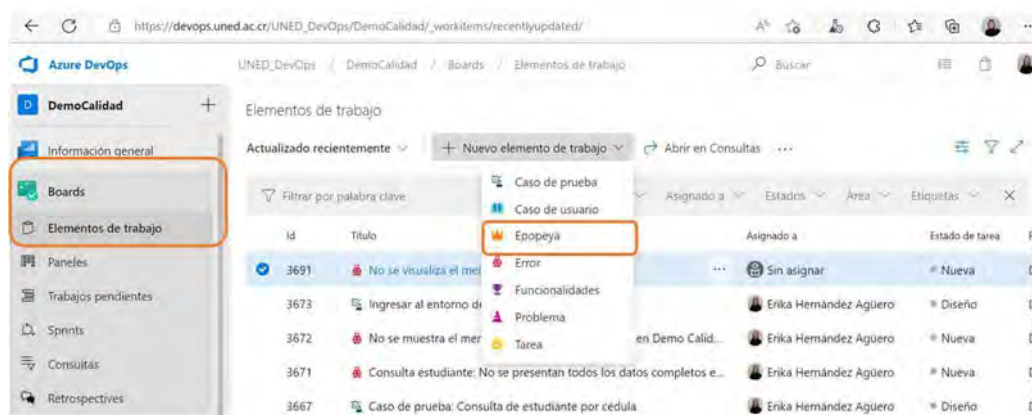 https://devops.uned.ac.cr/UNED_DevOps/DemoCalidad/_workitems/recentlyupdated/
Azure DevOps
UNED_DevOps / DemoCalidad / Boards / Elementos de trabajo
Buscar
D DemoCalidad +
Elementos de trabajo
Información general
Actualizado recientemente
+ Nuevo elemento de trabajo
Abrir en Consultas ...
Boards
Caso de prueba
Filtrar por palabra clave
Caso de usuario
Asignado a
Estados
Área
Etiquetas
Elementos de trabajo
Id
Título
Epopeya
Asignado a
Estado de tarea
Paneles
3691
No se visualiza el
Error
...
Sin asignar
Nueva
Funcionalidades
Trabajos pendientes
3673
Ingresar al entorno
Erika Hernández Agüero
Diseño
Problema
Sprints
3672
No se muestra el
Tarea
en Demo Calid...
Erika Hernández Agüero
Nueva
Consultas
3671
Consulta estudiante: No se presentan todos los datos completos e...
Erika Hernández Agüero
Nueva
Retrospectives
3667
Caso de prueba: Consulta de estudiante por cédula
Erika Hernández Agüero
Diseño